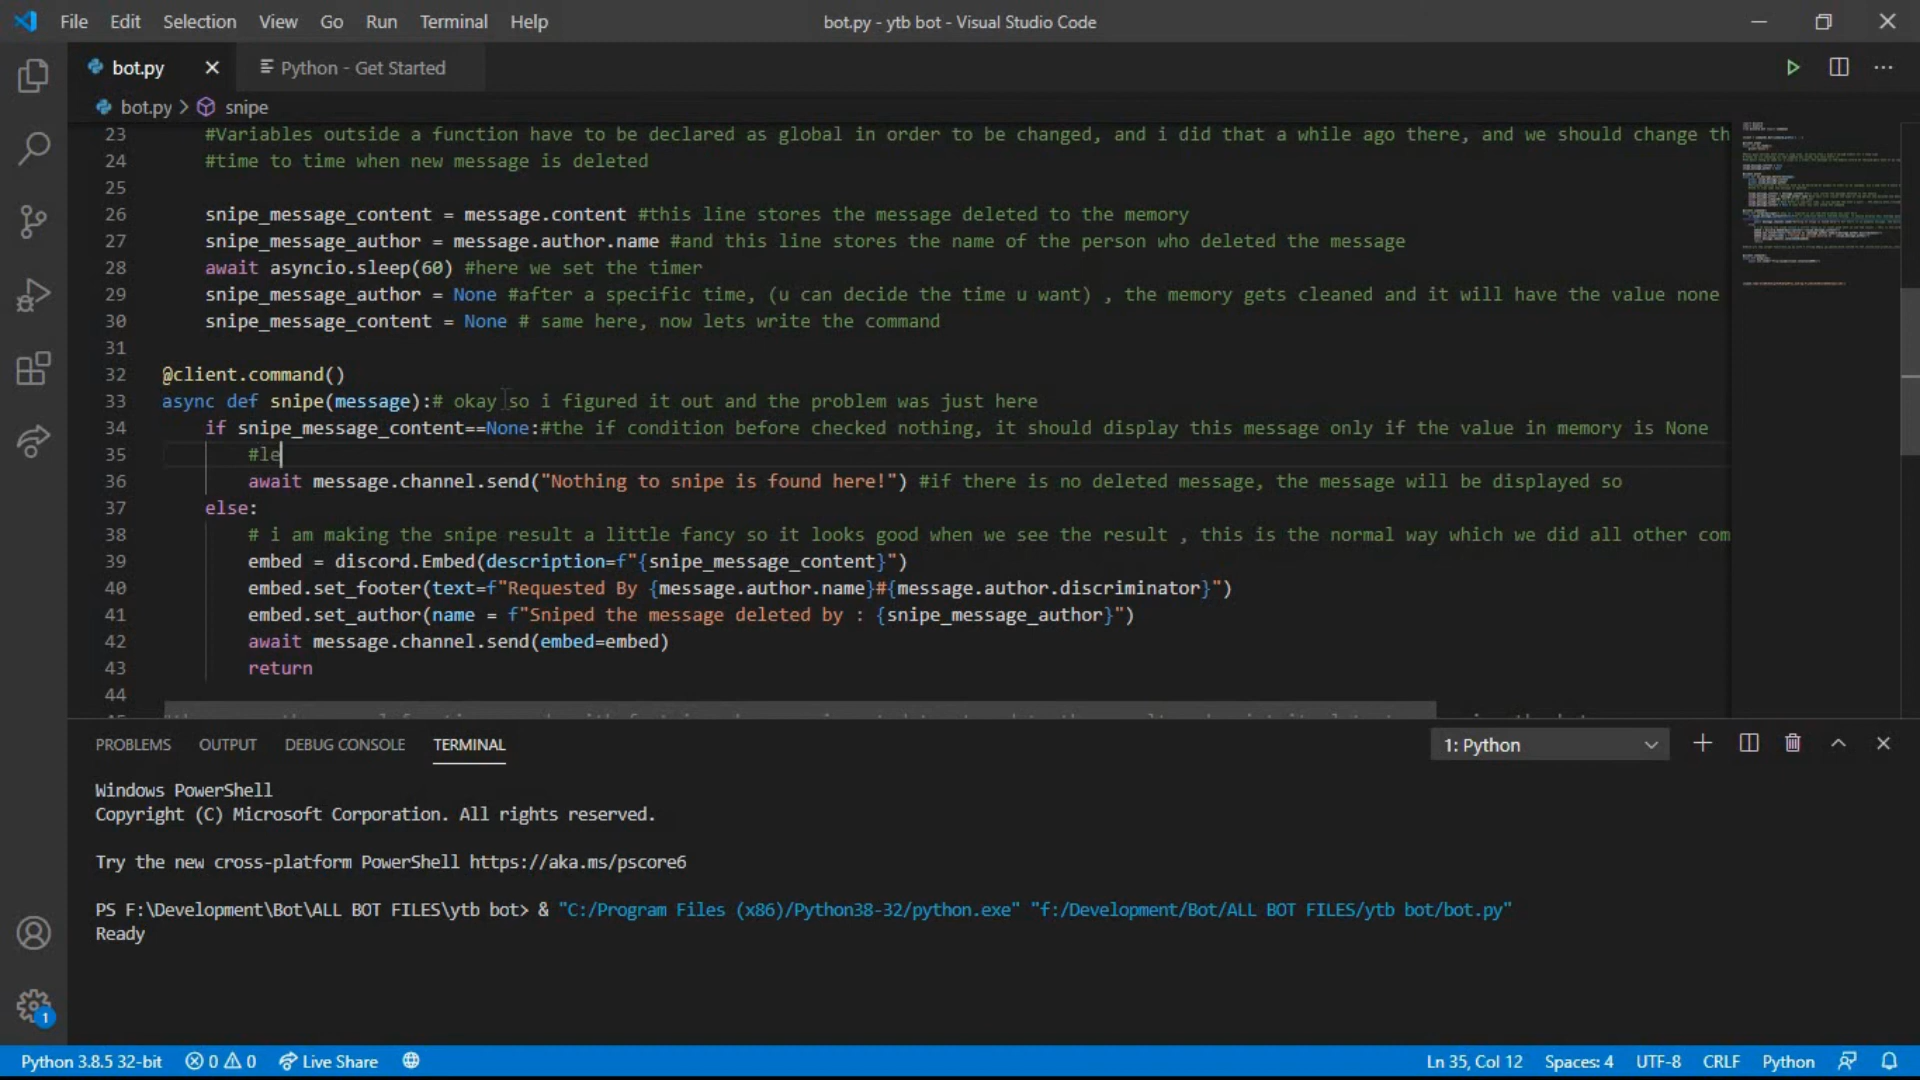 File Edit Selection View Go Run Terminal Help bot.py - ytb bot - Visual Studio Code
bot.py Python - Get Started
bot.py > snipe
23 #Variables outside a function have to be declared as global in order to be changed, and i did that a while ago there, and we should change th
24 #time to time when new message is deleted
25
26 snipe_message_content = message.content #this line stores the message deleted to the memory
27 snipe_message_author = message.author.name #and this line stores the name of the person who deleted the message
28 await asyncio.sleep(60) #here we set the timer
29 snipe_message_author = None #after a specific time, (u can decide the time u want) , the memory gets cleaned and it will have the value none
30 snipe_message_content = None # same here, now lets write the command
31
32 @client.command()
33 async def snipe(message):# okay so i figured it out and the problem was just here
34 if snipe_message_content==None:#the if condition before checked nothing, it should display this message only if the value in memory is None
35 #le
36 await message.channel.send("Nothing to snipe is found here!") #if there is no deleted message, the message will be displayed so
37 else:
38 # i am making the snipe result a little fancy so it looks good when we see the result , this is the normal way which we did all other com
39 embed = discord.Embed(description=f"{snipe_message_content}")
40 embed.set_footer(text=f"Requested By {message.author.name}#{message.author.discriminator}")
41 embed.set_author(name = f"Sniped the message deleted by : {snipe_message_author}")
42 await message.channel.send(embed=embed)
43 return
44
PROBLEMS OUTPUT DEBUG CONSOLE TERMINAL 1: Python
Windows PowerShell
Copyright (C) Microsoft Corporation. All rights reserved.
Try the new cross-platform PowerShell https://aka.ms/pscore6
PS F:\Development\Bot\ALL BOT FILES\ytb bot> & "C:/Program Files (x86)/Python38-32/python.exe" "f:/Development/Bot/ALL BOT FILES/ytb bot/bot.py"
Ready
1
Python 3.8.5 32-bit 0 0 Live Share Ln 35, Col 12 Spaces: 4 UTF-8 CRLF Python